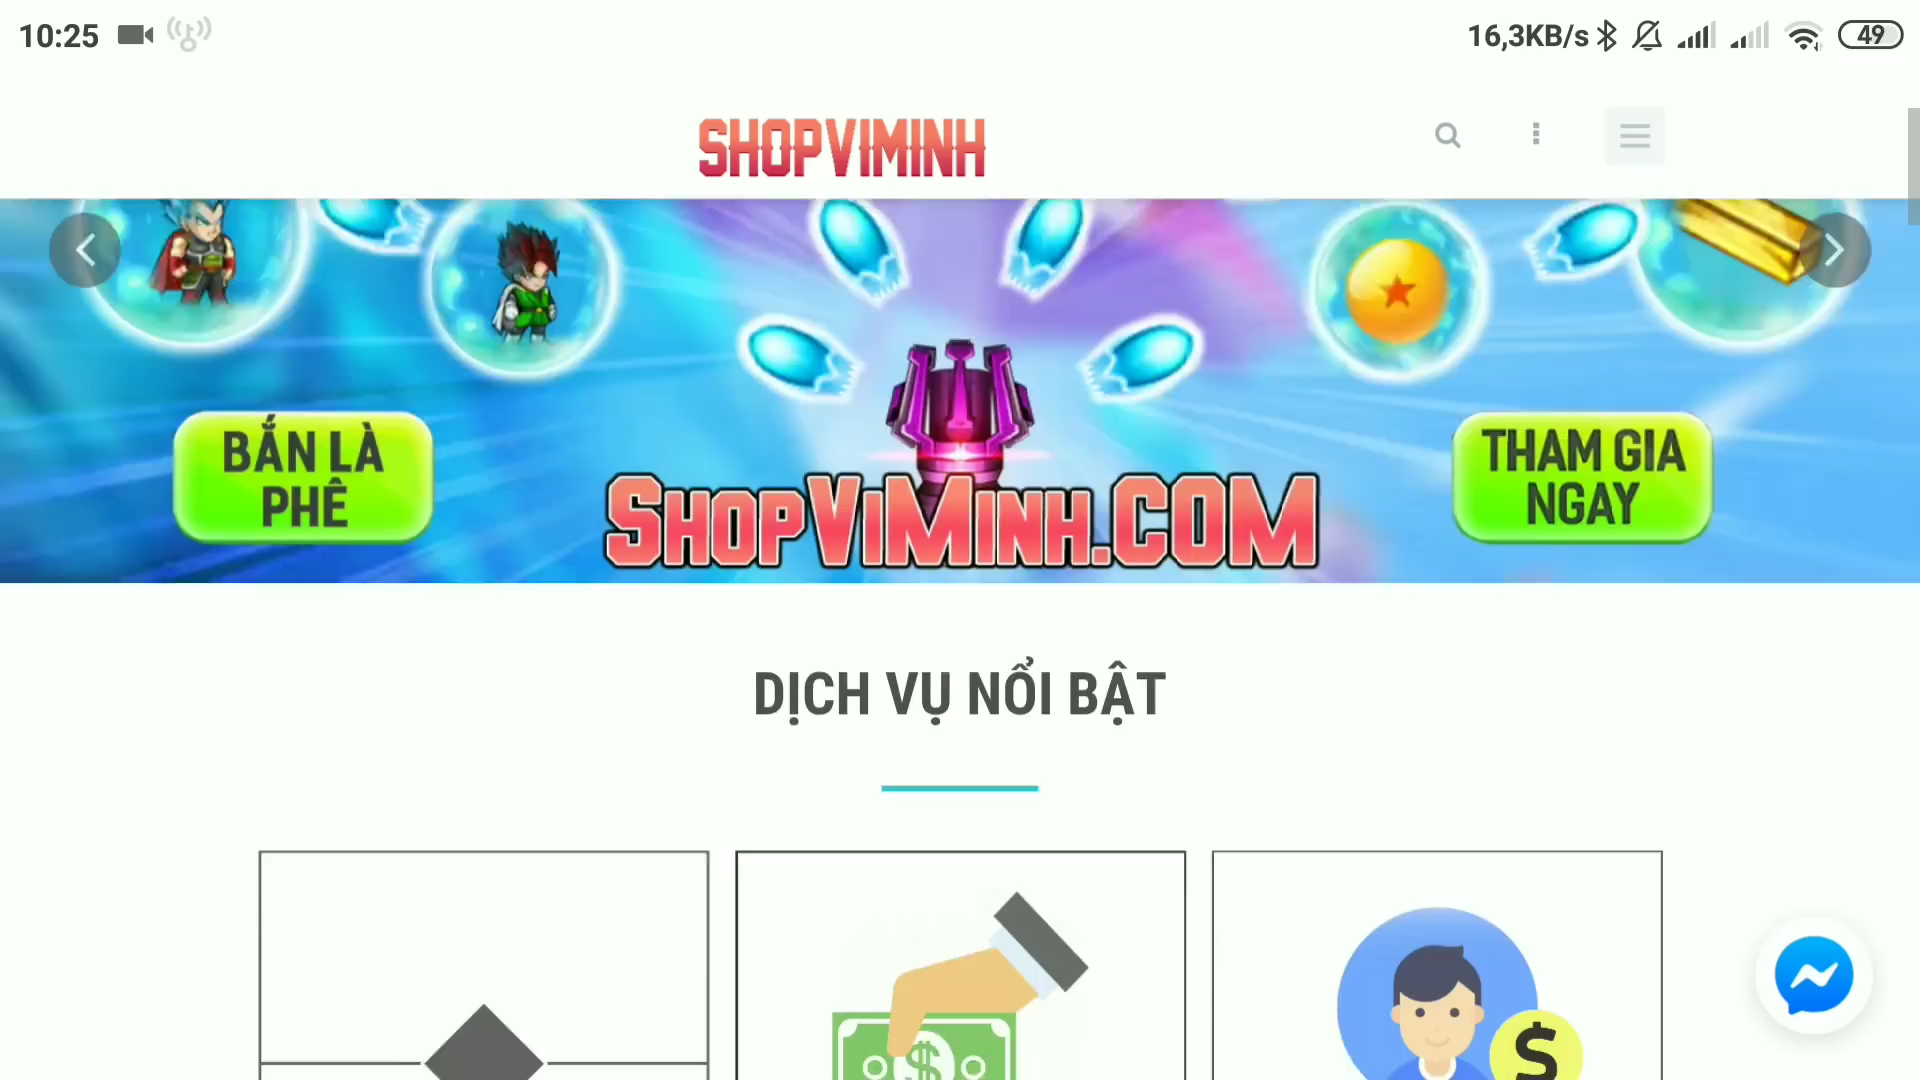 10:25
16,3KB/s
49
SHOPVIMINH
BẮN LÀ
PHÊ
THAM GIA
NGAY
SHOPVIMINH.COM
DỊCH VỤ NỔI BẬT
$
$